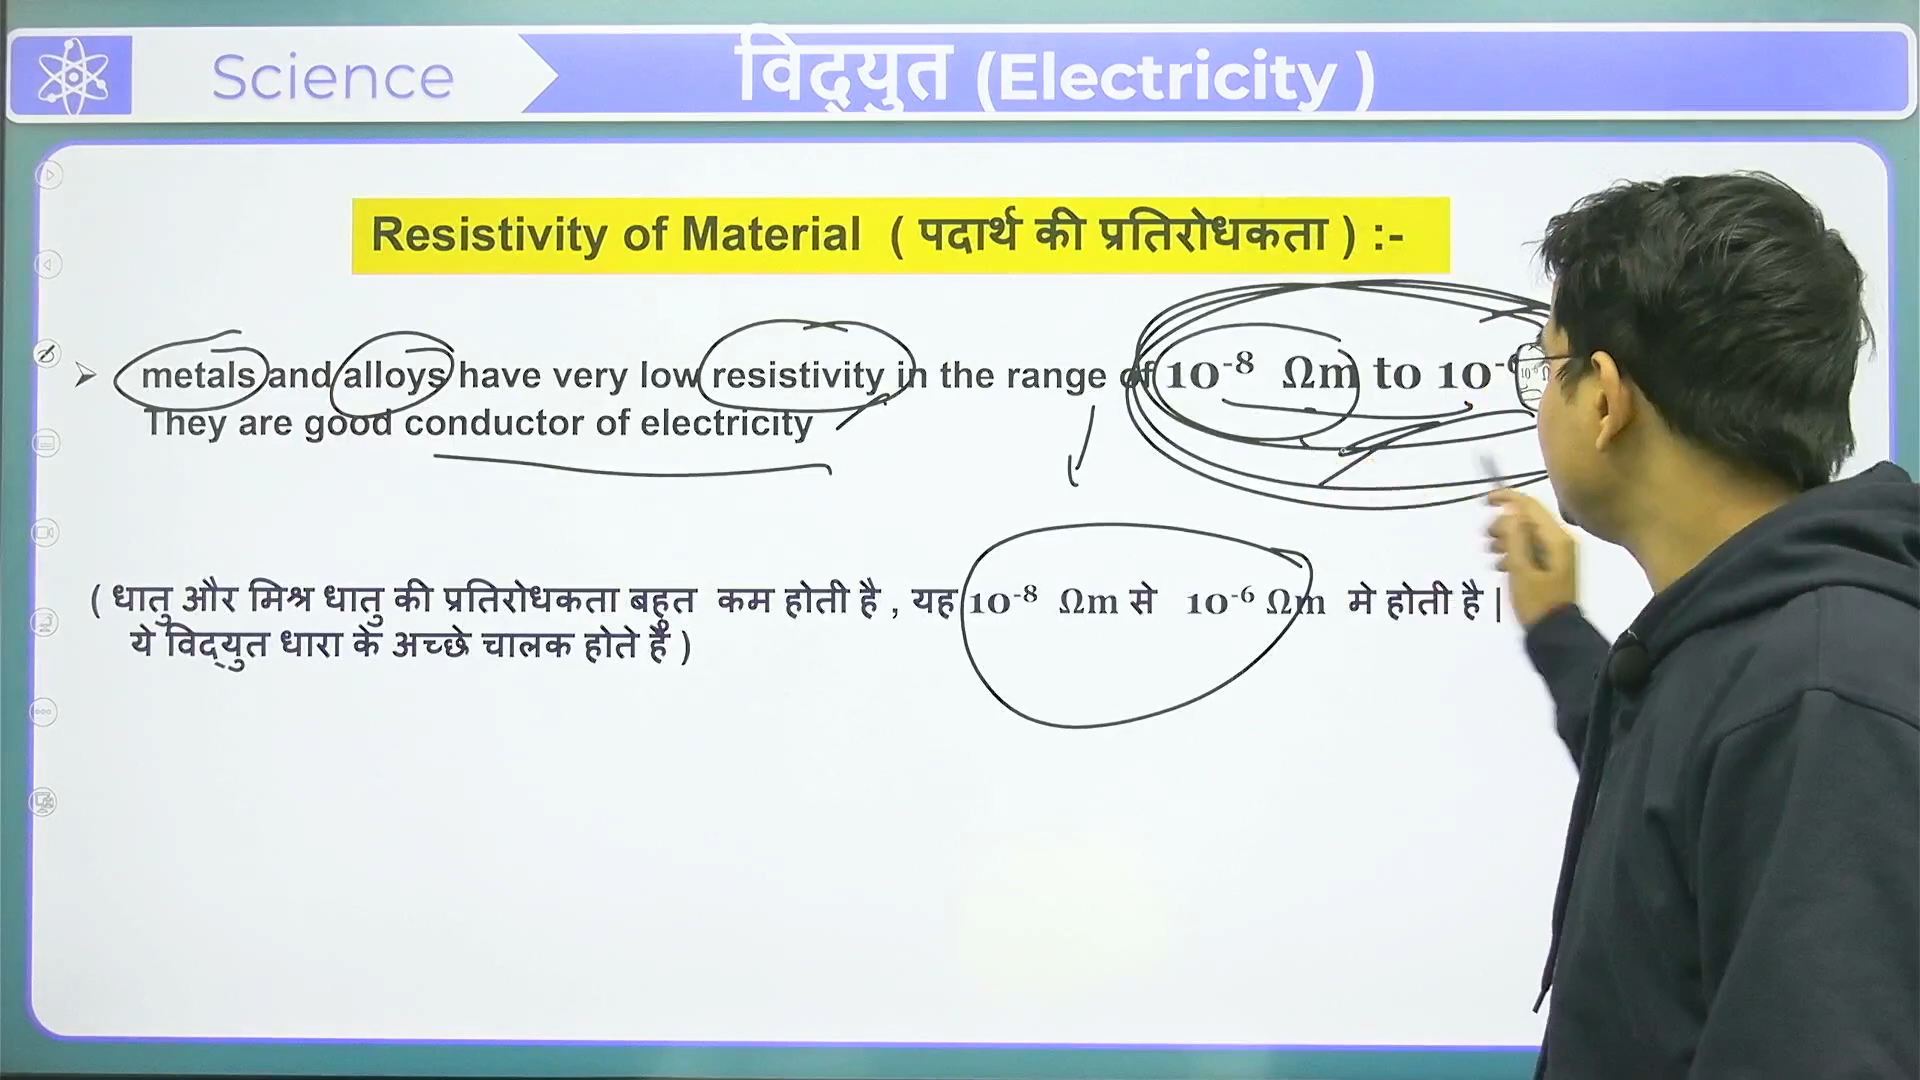 Science
विद्युत (Electricity )
Resistivity of Material ( पदार्थ की प्रतिरोधकता ) :-
metals and alloys have very low resistivity in the range of 10⁻⁸ Ωm to 10⁻⁶
They are good conductor of electricity
( धातु और मिश्र धातु की प्रतिरोधकता बहुत कम होती है , यह 10⁻⁸ Ωm से 10⁻⁶ Ωm मे होती है |
ये विद्युत धारा के अच्छे चालक होते हैं )